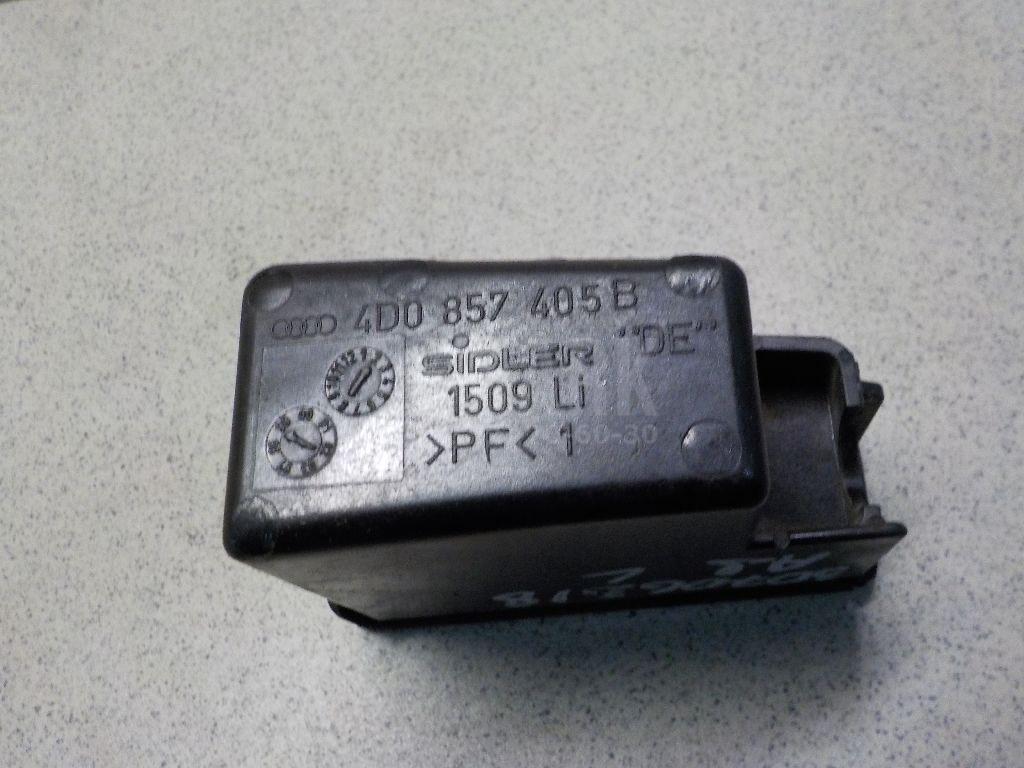 4D0 857 405 B
"DE"
SIDLER
1509 Li
>PF< 1